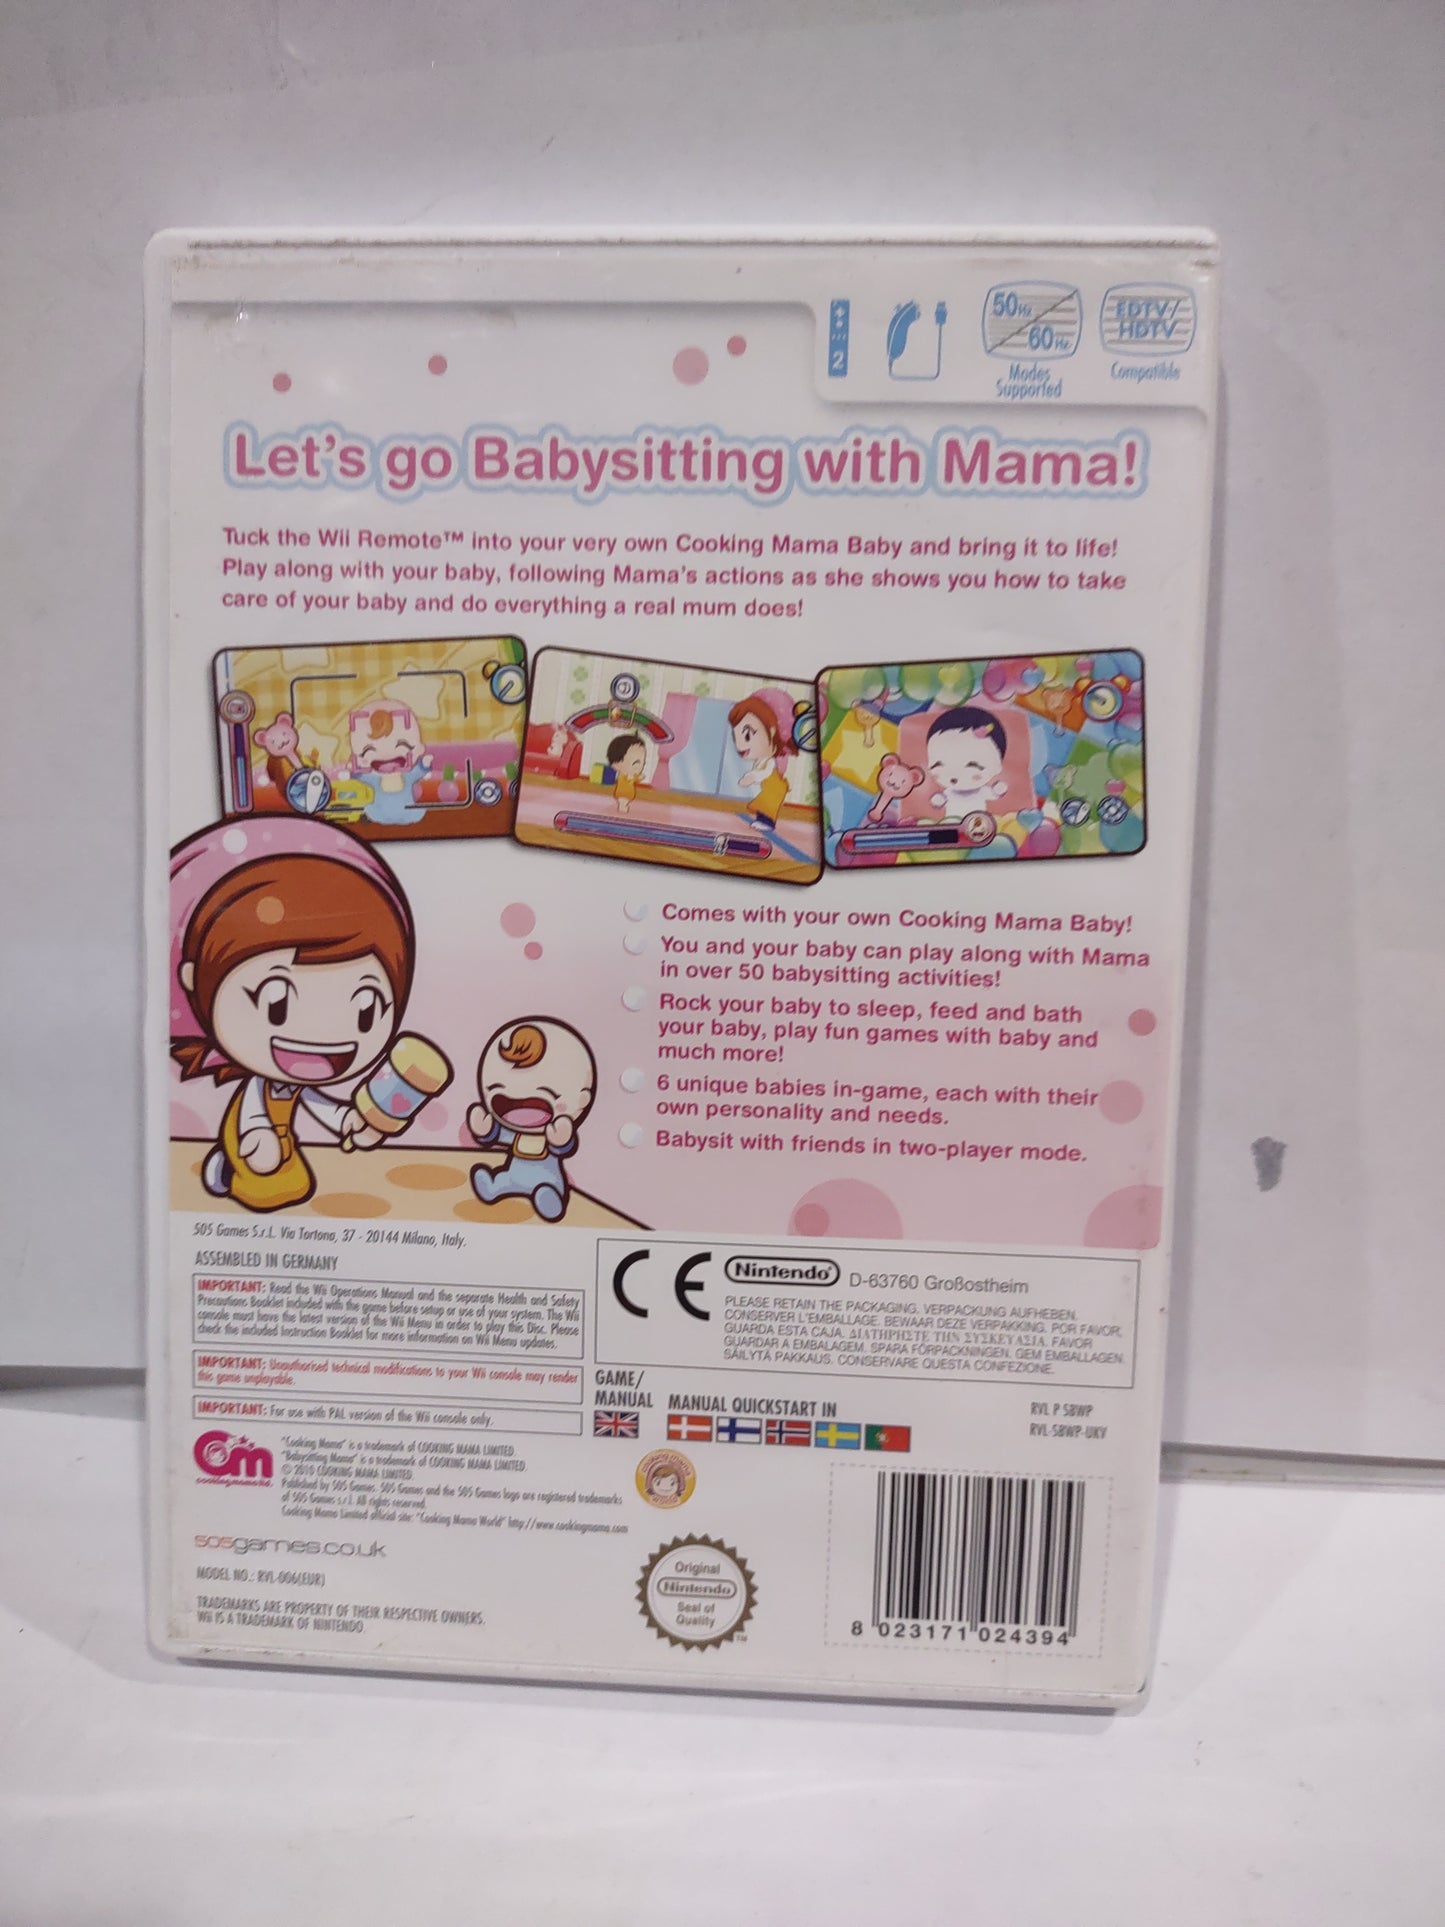 2
50Hz
60Hz
Modes
Supported
EDTV/
HDTV
Compatible
Let's go Babysitting with Mama!
Tuck the Wii Remote™ into your very own Cooking Mama Baby and bring it to life!
Play along with your baby, following Mama's actions as she shows you how to take
care of your baby and do everything a real mum does!
Comes with your own Cooking Mama Baby!
You and your baby can play along with Mama
in over 50 babysitting activities!
Rock your baby to sleep, feed and bath
your baby, play fun games with baby and
much more!
6 unique babies in-game, each with their
own personality and needs.
Babysit with friends in two-player mode.
505 Games S.r.l. Via Tortona, 37 - 20144 Milano, Italy.
ASSEMBLED IN GERMANY
IMPORTANT: Read the Wii Operations Manual and the separate Health and Safety
Precautions Booklet included with the game before setup or use of your system. The Wii
console must have the latest version of the Wii Menu in order to play this Disc. Please
check the included Instruction Booklet for more information on Wii Menu updates.
IMPORTANT: Unauthorised technical modifications to your Wii console may render
this game unplayable.
IMPORTANT: For use with PAL version of the Wii console only.
CE
Nintendo
D-63760 Großostheim
PLEASE RETAIN THE PACKAGING. VERPACKUNG AUFHEBEN.
CONSERVER L'EMBALLAGE. BEWAAR DEZE VERPAKKING. POR FAVOR,
GUARDA ESTA CAJA. ΔΙΑΤΗΡΗΣΤΕ ΤΗΝ ΣΥΣΚΕΥΑΣΙΑ. FAVOR
GUARDAR A EMBALAGEM. SPARA FÖRPACKNINGEN. GEM EMBALLAGEN.
SÄILYTÄ PAKKAUS. CONSERVARE QUESTA CONFEZIONE.
GAME/
MANUAL
MANUAL QUICKSTART IN
RVL P SBWP
RVL-SBWP-UKV
Cm
cookingmama ltd.
"Cooking Mama" is a trademark of COOKING MAMA LIMITED.
"Babysitting Mama" is a trademark of COOKING MAMA LIMITED.
© 2010 COOKING MAMA LIMITED.
Published by 505 Games. 505 Games and the 505 Games logo are registered trademarks
of 505 Games s.r.l. All rights reserved.
Cooking Mama Limited official site: "Cooking Mama World" http://www.cookingmama.com
505games.co.uk
MODEL NO.: RVL-006(EUR)
TRADEMARKS ARE PROPERTY OF THEIR RESPECTIVE OWNERS.
Wii IS A TRADEMARK OF NINTENDO.
Original
Nintendo
Seal of
Quality
TM
8 023171 024394